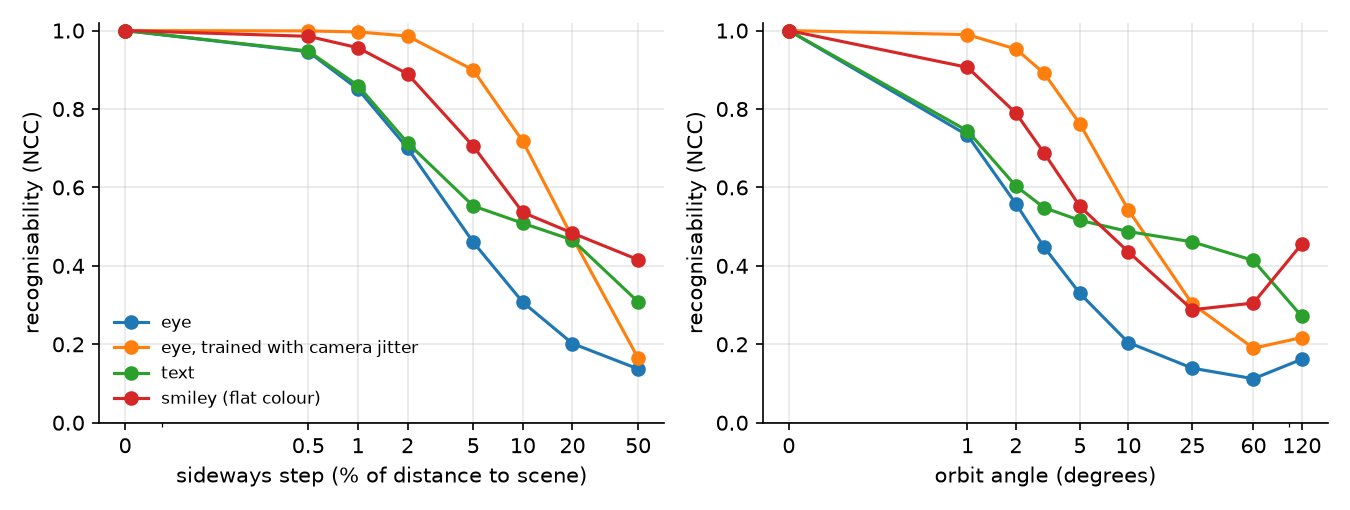 recognisability (NCC)
1.0
0.8
0.6
0.4
0.2
0.0
eye
eye, trained with camera jitter
text
smiley (flat colour)
0 0.5 1 2 5 10 20 50
sideways step (% of distance to scene)
recognisability (NCC)
1.0
0.8
0.6
0.4
0.2
0.0
0 1 2 5 10 25 60 120
orbit angle (degrees)